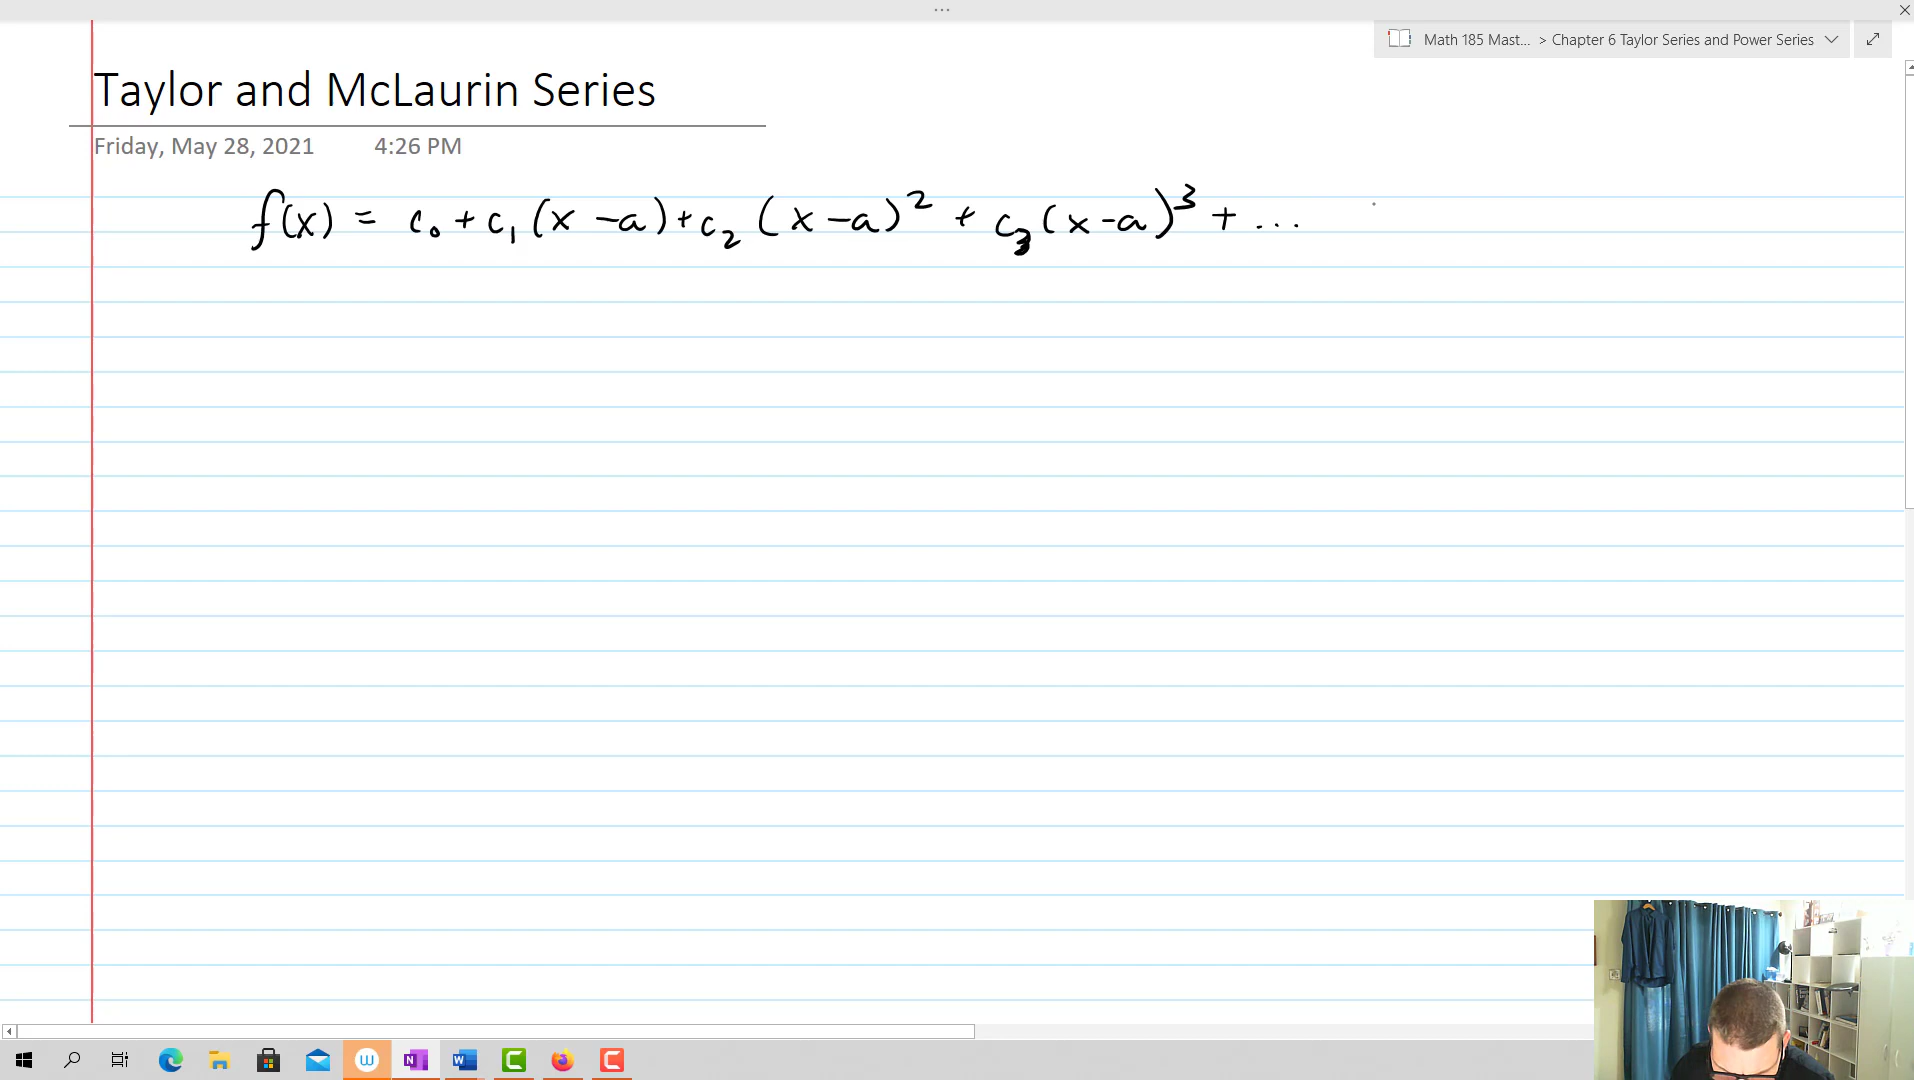 Math 185 Mast... > Chapter 6 Taylor Series and Power Series
Taylor and McLaurin Series
Friday, May 28, 2021 4:26 PM
f(x) = c₀ + c₁(x-a) + c₂(x-a)² + c₃(x-a)³ + ...